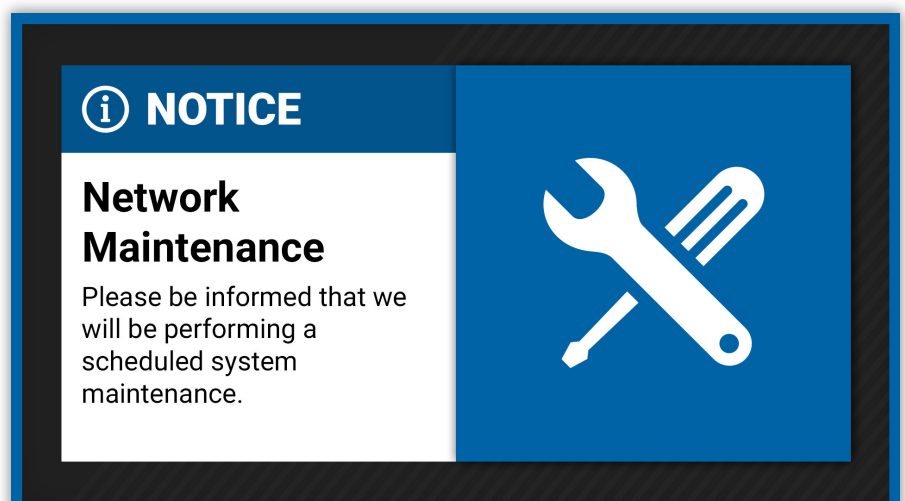 NOTICE
Network
Maintenance
Please be informed that we
will be performing a
scheduled system
maintenance.